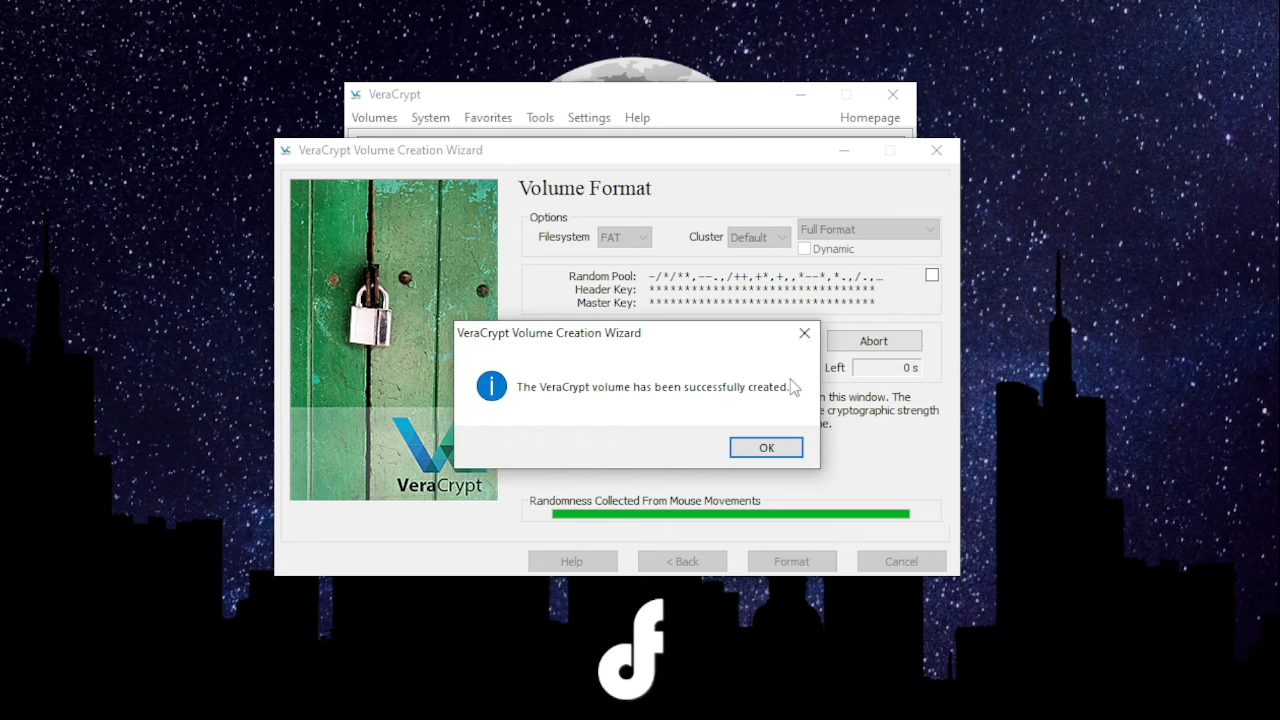 VeraCrypt
Volumes System Favorites Tools Settings Help Homepage
VeraCrypt Volume Creation Wizard
Volume Format
Options
Filesystem FAT Cluster Default Full Format
Dynamic
Random Pool: -/*/**,--.,/++,+*,+,,*--*,*.,/.,…
Header Key: ********************************
Master Key: ********************************
Abort
Left 0 s
n this window. The
e cryptographic strength
e.
VeraCrypt Volume Creation Wizard
The VeraCrypt volume has been successfully created.
OK
VeraCrypt
Randomness Collected From Mouse Movements
Help < Back Format Cancel